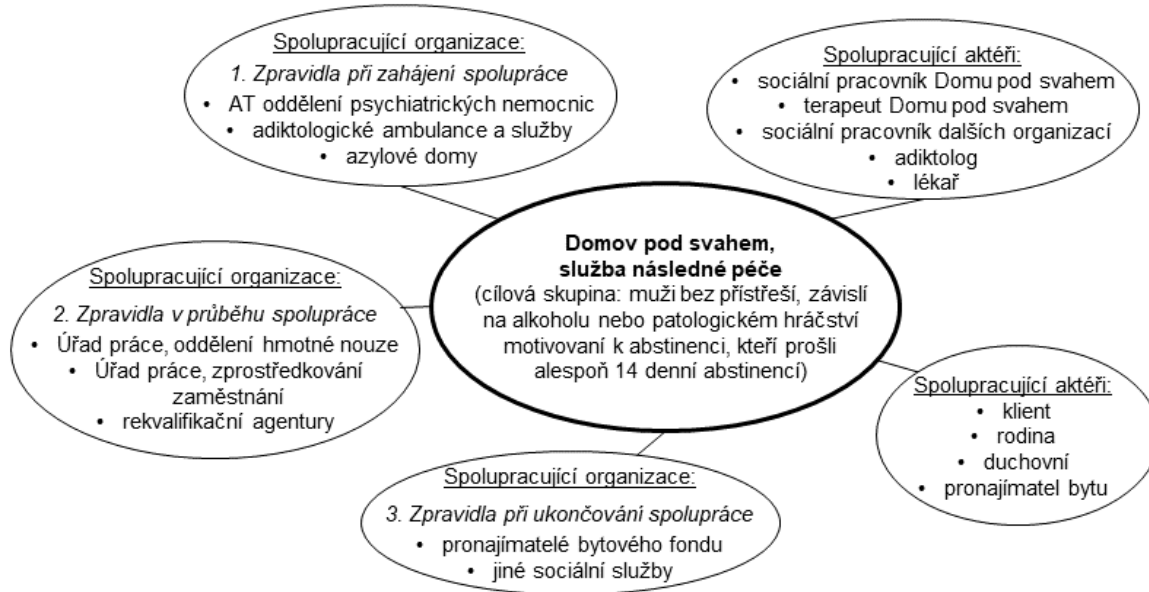 Spolupracující organizace:
1. Zpravidla při zahájení spolupráce
• AT oddělení psychiatrických nemocnic
• adiktologické ambulance a služby
• azylové domy
Spolupracující aktéři:
• sociální pracovník Domu pod svahem
• terapeut Domu pod svahem
• sociální pracovník dalších organizací
• adiktolog
• lékař
Domov pod svahem,
služba následné péče
(cílová skupina: muži bez přístřeší, závislí
na alkoholu nebo patologickém hráčství
motivovaní k abstinenci, kteří prošli
alespoň 14 denní abstinencí)
Spolupracující organizace:
2. Zpravidla v průběhu spolupráce
• Úřad práce, oddělení hmotné nouze
• Úřad práce, zprostředkování
zaměstnání
• rekvalifikační agentury
Spolupracující aktéři:
• klient
• rodina
• duchovní
• pronajímatel bytu
Spolupracující organizace:
3. Zpravidla při ukončování spolupráce
• pronajímatelé bytového fondu
• jiné sociální služby